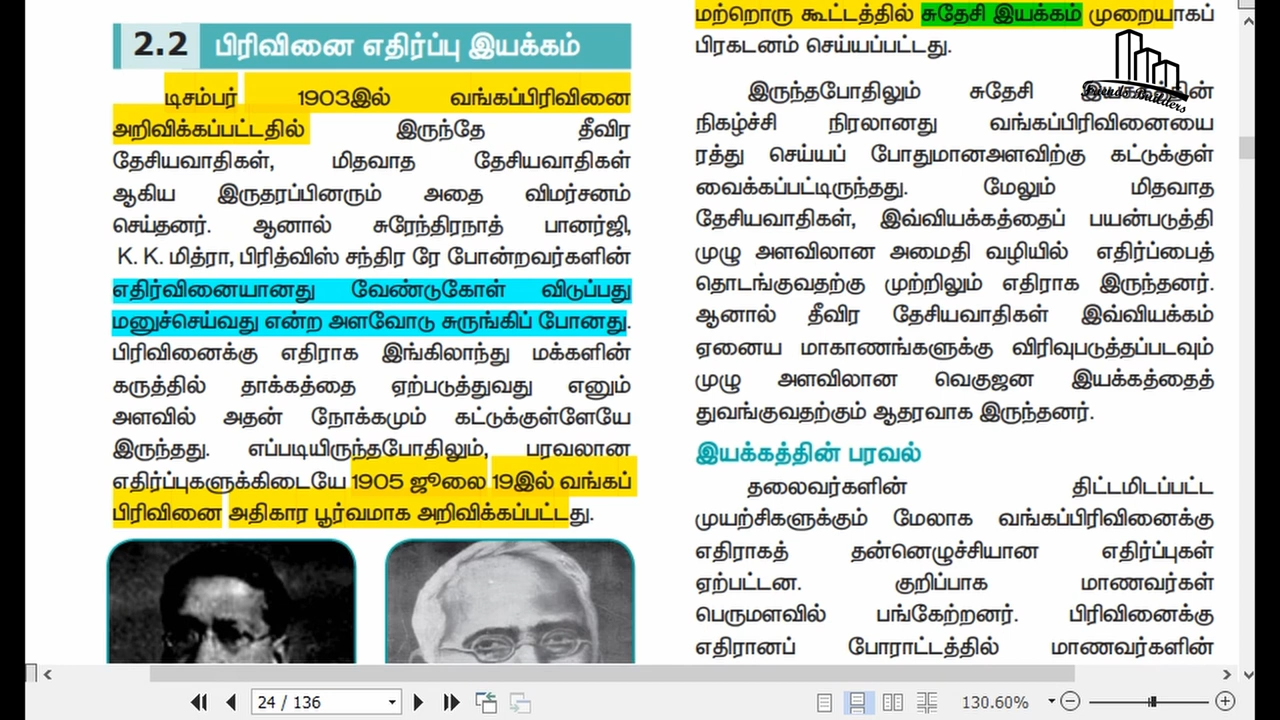 2.2 பிரிவினை எதிர்ப்பு இயக்கம்
டிசம்பர் 1903இல் வங்கப்பிரிவினை
அறிவிக்கப்பட்டதில் இருந்தே தீவிர
தேசியவாதிகள், மிதவாத தேசியவாதிகள்
ஆகிய இருதரப்பினரும் அதை விமர்சனம்
செய்தனர். ஆனால் சுரேந்திரநாத் பானர்ஜி,
K. K. மித்ரா, பிரித்விஸ் சந்திர ரே போன்றவர்களின்
எதிர்வினையானது வேண்டுகோள் விடுப்பது
மனுச்செய்வது என்ற அளவோடு சுருங்கிப் போனது.
பிரிவினைக்கு எதிராக இங்கிலாந்து மக்களின்
கருத்தில் தாக்கத்தை ஏற்படுத்துவது எனும்
அளவில் அதன் நோக்கமும் கட்டுக்குள்ளேயே
இருந்தது. எப்படியிருந்தபோதிலும், பரவலான
எதிர்ப்புகளுக்கிடையே 1905 ஜூலை 19இல் வங்கப்
பிரிவினை அதிகார பூர்வமாக அறிவிக்கப்பட்டது.
மற்றொரு கூட்டத்தில் சுதேசி இயக்கம் முறையாகப்
பிரகடனம் செய்யப்பட்டது.
இருந்தபோதிலும் சுதேசி
நிகழ்ச்சி நிரலானது வங்கப்பிரிவினையை
ரத்து செய்யப் போதுமானஅளவிற்கு கட்டுக்குள்
வைக்கப்பட்டிருந்தது. மேலும் மிதவாத
தேசியவாதிகள், இவ்வியக்கத்தைப் பயன்படுத்தி
முழு அளவிலான அமைதி வழியில் எதிர்ப்பைத்
தொடங்குவதற்கு முற்றிலும் எதிராக இருந்தனர்.
ஆனால் தீவிர தேசியவாதிகள் இவ்வியக்கம்
ஏனைய மாகாணங்களுக்கு விரிவுபடுத்தப்படவும்
முழு அளவிலான வெகுஜன இயக்கத்தைத்
துவங்குவதற்கும் ஆதரவாக இருந்தனர்.
இயக்கத்தின் பரவல்
தலைவர்களின் திட்டமிடப்பட்ட
முயற்சிகளுக்கும் மேலாக வங்கப்பிரிவினைக்கு
எதிராகத் தன்னெழுச்சியான எதிர்ப்புகள்
ஏற்பட்டன. குறிப்பாக மாணவர்கள்
பெருமளவில் பங்கேற்றனர். பிரிவினைக்கு
எதிரானப் போராட்டத்தில் மாணவர்களின்
24 / 136
130.60%